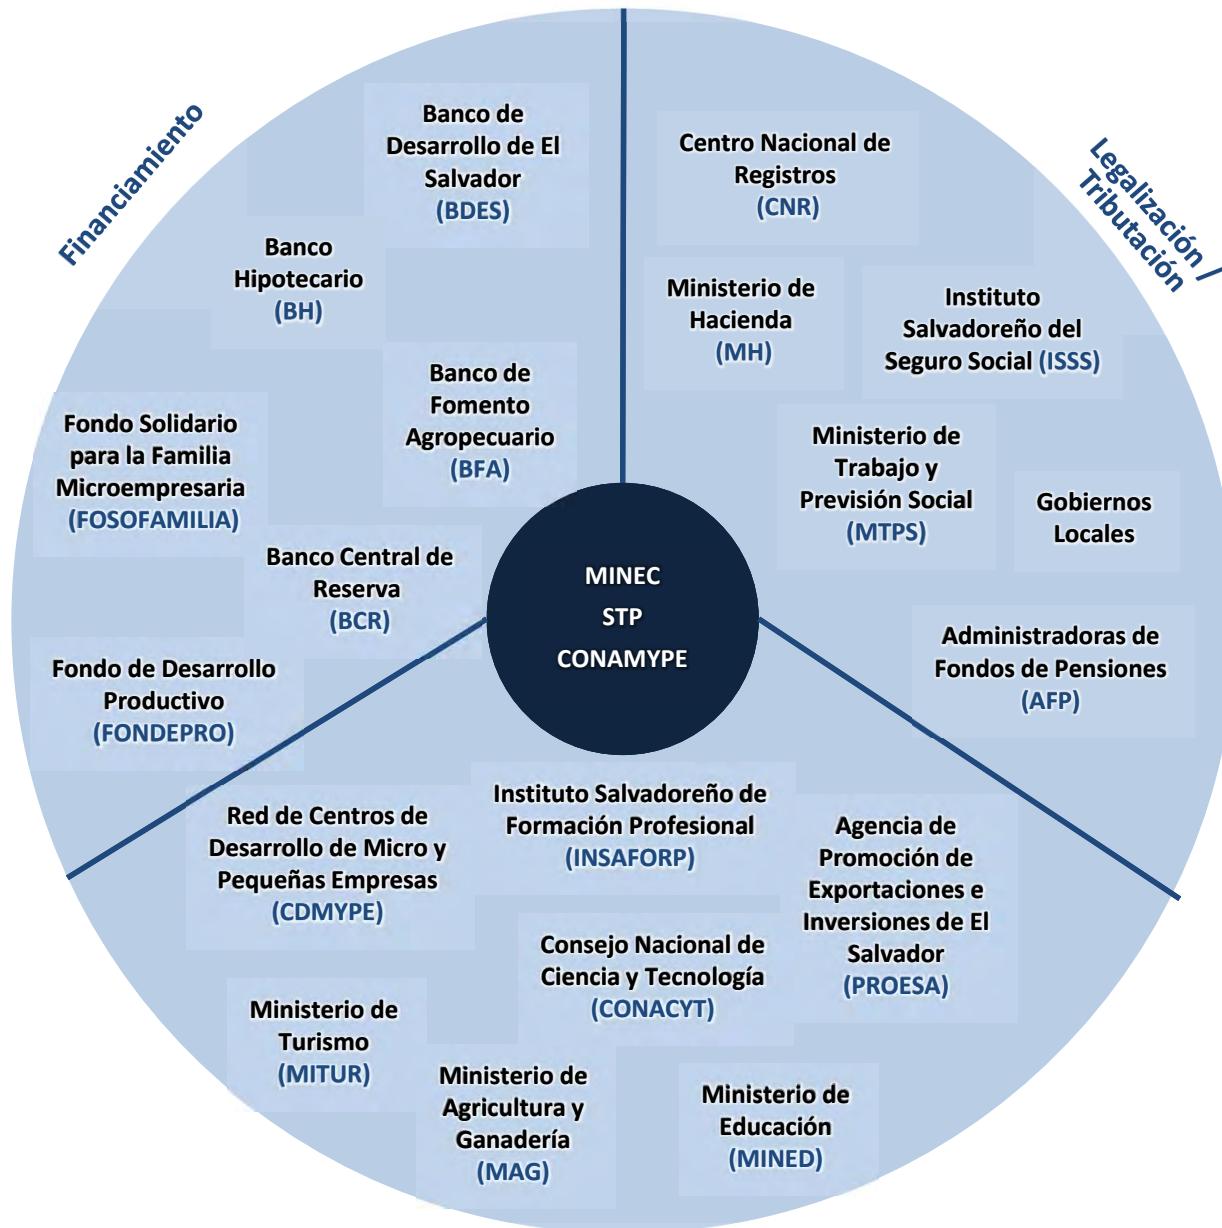 Financiamiento
Banco de
Desarrollo de El
Salvador
(BDES)
Banco
Hipotecario
(BH)
Banco de
Fomento
Agropecuario
(BFA)
Fondo Solidario
para la Familia
Microempresaria
(FOSOFAMILIA)
Banco Central de
Reserva
(BCR)
Fondo de Desarrollo
Productivo
(FONDEPRO)
Legalización /
Tributación
Centro Nacional de
Registros
(CNR)
Ministerio de
Hacienda
(MH)
Instituto
Salvadoreño del
Seguro Social (ISSS)
Ministerio de
Trabajo y
Previsión Social
(MTPS)
Gobiernos
Locales
Administradoras de
Fondos de Pensiones
(AFP)
MINEC
STP
CONAMYPE
Red de Centros de
Desarrollo de Micro y
Pequeñas Empresas
(CDMYPE)
Instituto Salvadoreño de
Formación Profesional
(INSAFORP)
Agencia de
Promoción de
Exportaciones e
Inversiones de El
Salvador
(PROESA)
Consejo Nacional de
Ciencia y Tecnología
(CONACYT)
Ministerio de
Turismo
(MITUR)
Ministerio de
Agricultura y
Ganadería
(MAG)
Ministerio de
Educación
(MINED)